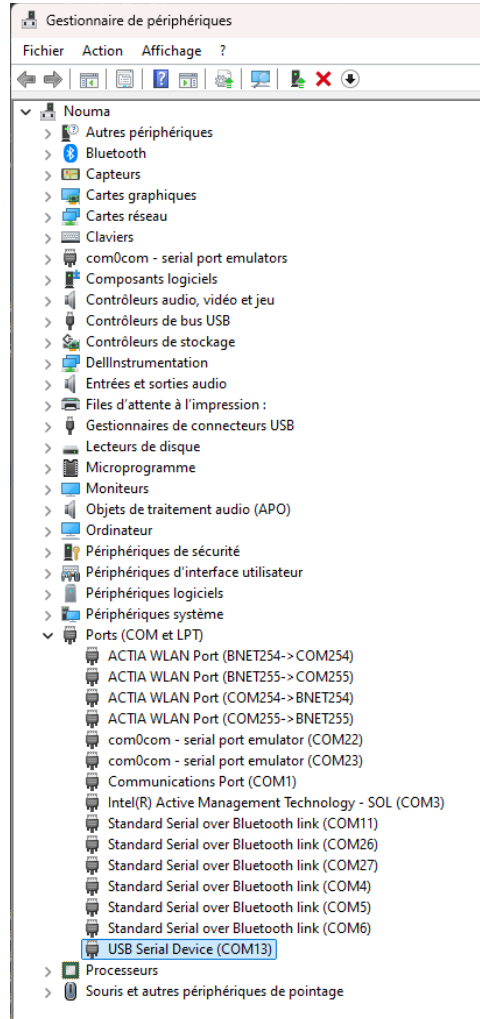 Gestionnaire de périphériques
Fichier Action Affichage ?
Nouma
Autres périphériques
Bluetooth
Capteurs
Cartes graphiques
Cartes réseau
Claviers
com0com - serial port emulators
Composants logiciels
Contrôleurs audio, vidéo et jeu
Contrôleurs de bus USB
Contrôleurs de stockage
DellInstrumentation
Entrées et sorties audio
Files d'attente à l'impression :
Gestionnaires de connecteurs USB
Lecteurs de disque
Microprogramme
Moniteurs
Objets de traitement audio (APO)
Ordinateur
Périphériques de sécurité
Périphériques d'interface utilisateur
Périphériques logiciels
Périphériques système
Ports (COM et LPT)
ACTIA WLAN Port (BNET254->COM254)
ACTIA WLAN Port (BNET255->COM255)
ACTIA WLAN Port (COM254->BNET254)
ACTIA WLAN Port (COM255->BNET255)
com0com - serial port emulator (COM22)
com0com - serial port emulator (COM23)
Communications Port (COM1)
Intel(R) Active Management Technology - SOL (COM3)
Standard Serial over Bluetooth link (COM11)
Standard Serial over Bluetooth link (COM26)
Standard Serial over Bluetooth link (COM27)
Standard Serial over Bluetooth link (COM4)
Standard Serial over Bluetooth link (COM5)
Standard Serial over Bluetooth link (COM6)
USB Serial Device (COM13)
Processeurs
Souris et autres périphériques de pointage